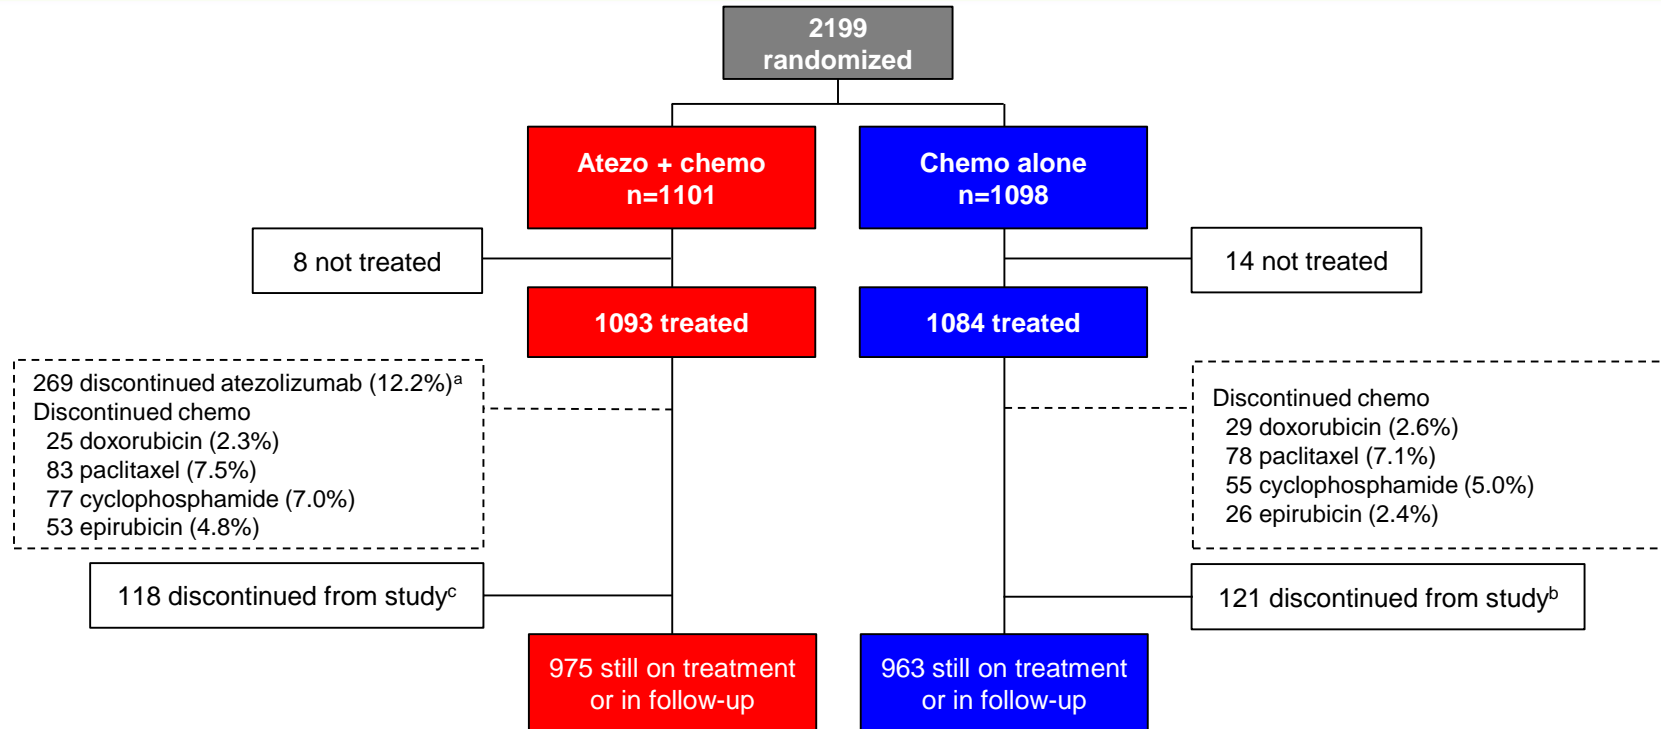 2199
randomized
Atezo + chemo
n=1101
Chemo alone
n=1098
8 not treated
14 not treated
1093 treated
1084 treated
269 discontinued atezolizumab (12.2%)ᵃ
Discontinued chemo
25 doxorubicin (2.3%)
83 paclitaxel (7.5%)
77 cyclophosphamide (7.0%)
53 epirubicin (4.8%)
Discontinued chemo
29 doxorubicin (2.6%)
78 paclitaxel (7.1%)
55 cyclophosphamide (5.0%)
26 epirubicin (2.4%)
118 discontinued from studyᶜ
121 discontinued from studyᵇ
975 still on treatment
or in follow-up
963 still on treatment
or in follow-up